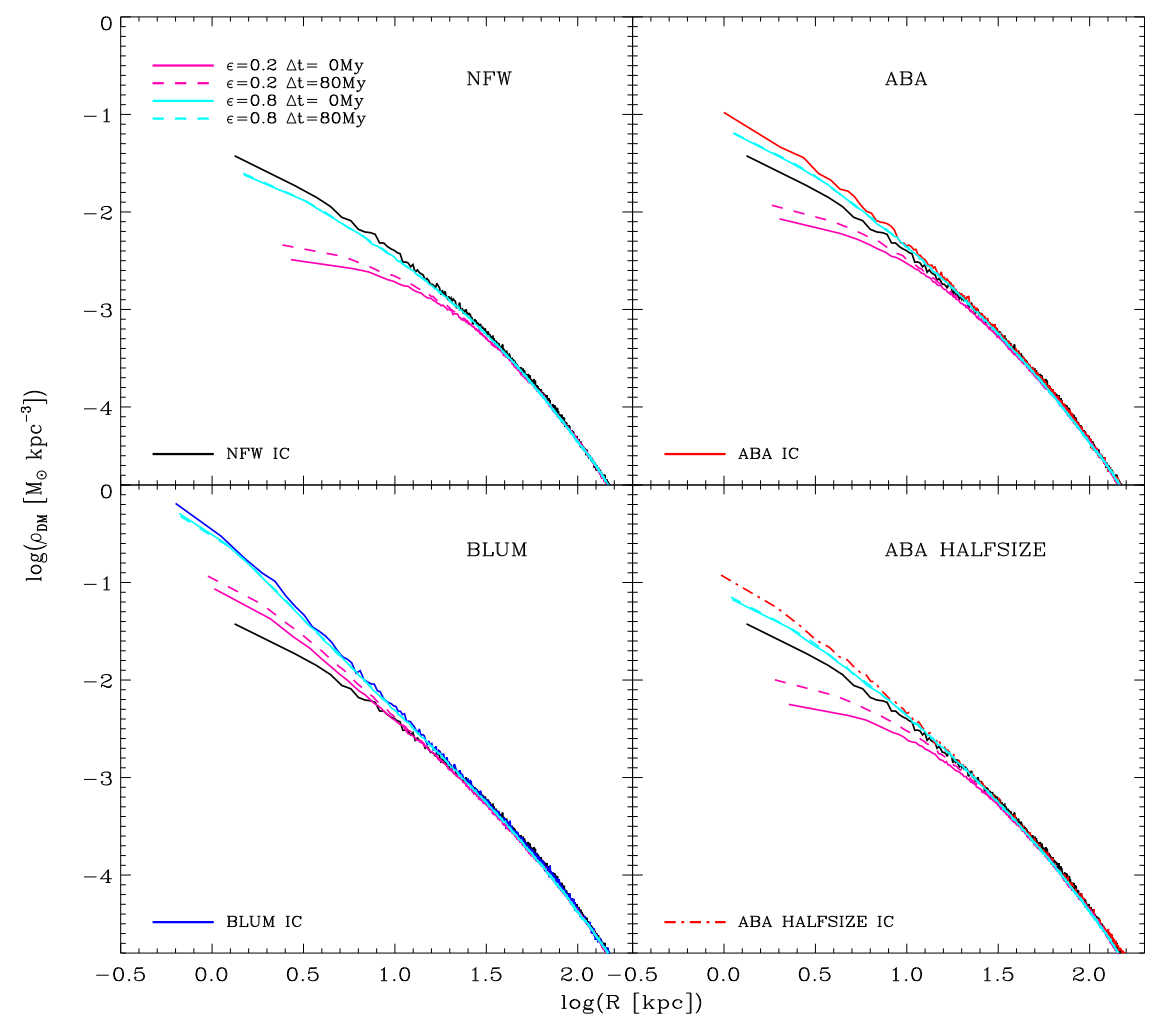 0
−1
−2
−3
−4
ϵ=0.2 Δt= 0My
ϵ=0.2 Δt=80My
ϵ=0.8 Δt= 0My
ϵ=0.8 Δt=80My
NFW
NFW IC
ABA
ABA IC
0
−1
−2
−3
−4
BLUM
BLUM IC
ABA HALFSIZE
ABA HALFSIZE IC
−0.5 0.0 0.5 1.0 1.5 2.0 −0.5 0.0 0.5 1.0 1.5 2.0
log(R [kpc])
log(ρDM [M⊙ kpc−3])